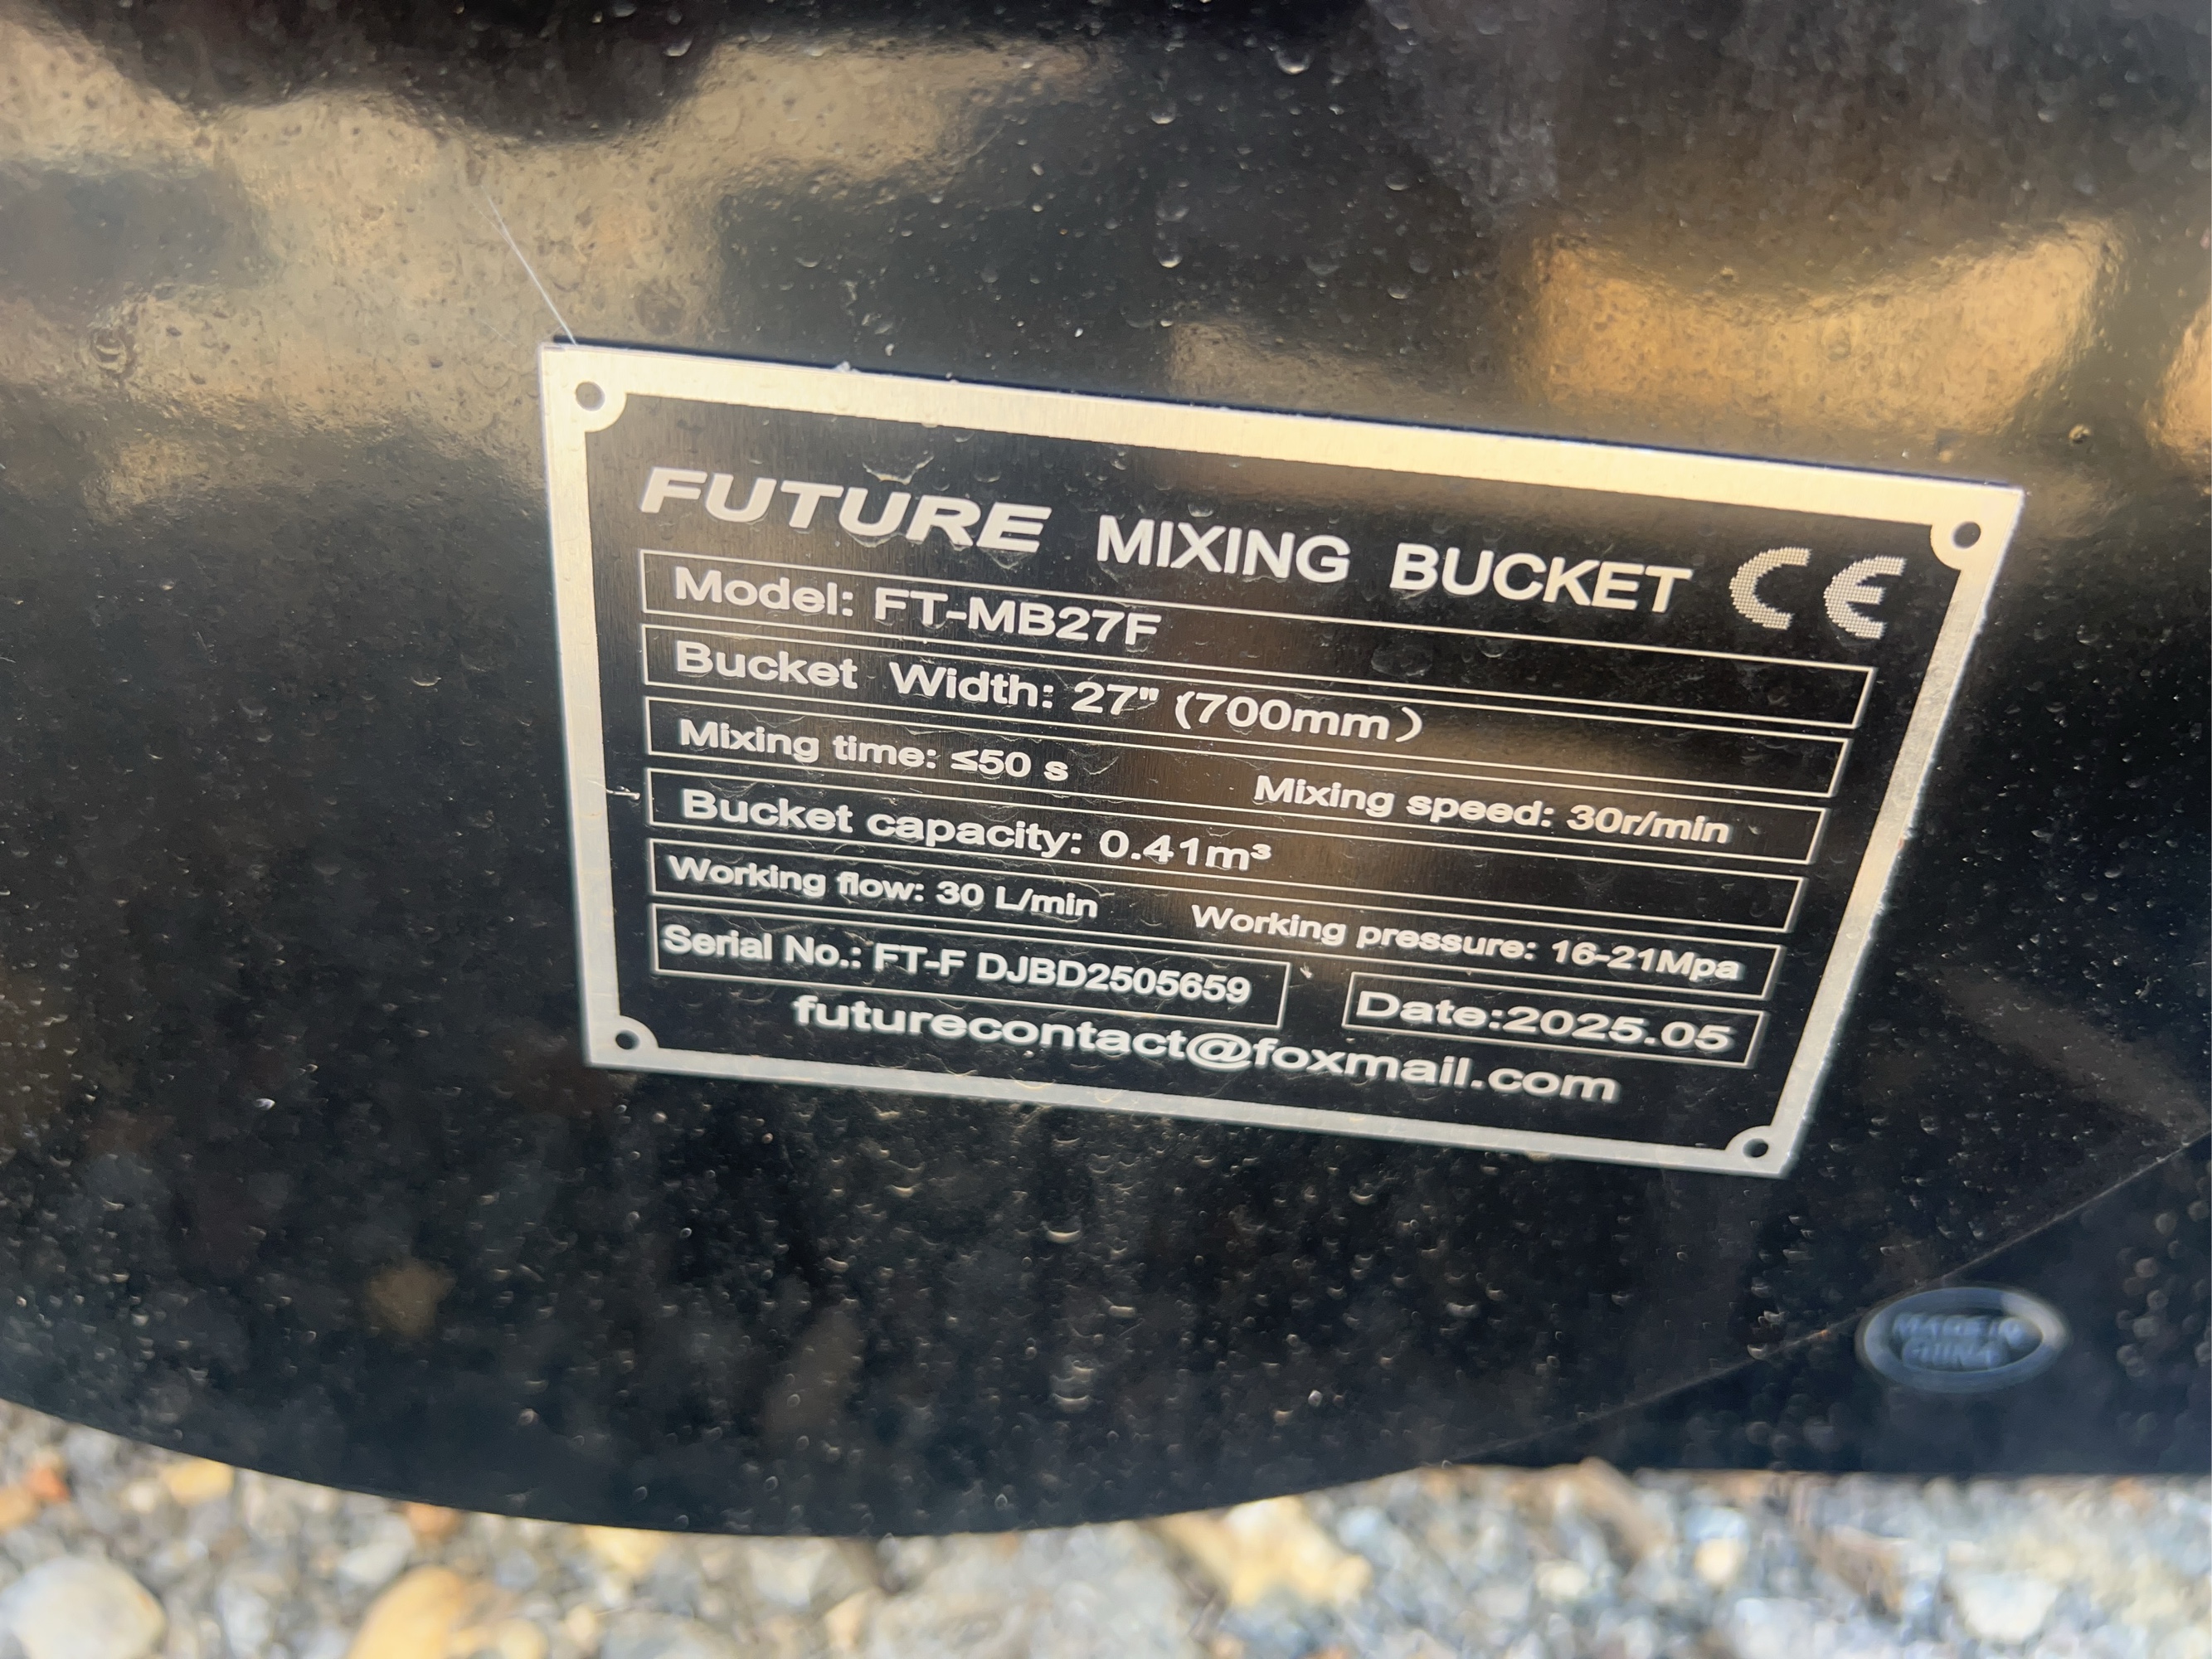 FUTURE MIXING BUCKET CE
Model: FT-MB27F
Bucket Width: 27" (700mm)
Mixing time: ≤50 s Mixing speed: 30r/min
Bucket capacity: 0.41m³
Working flow: 30 L/min Working pressure: 16-21Mpa
Serial No.: FT-F DJBD2505659 Date:2025.05
futurecontact@foxmail.com
MADE IN
CHINA